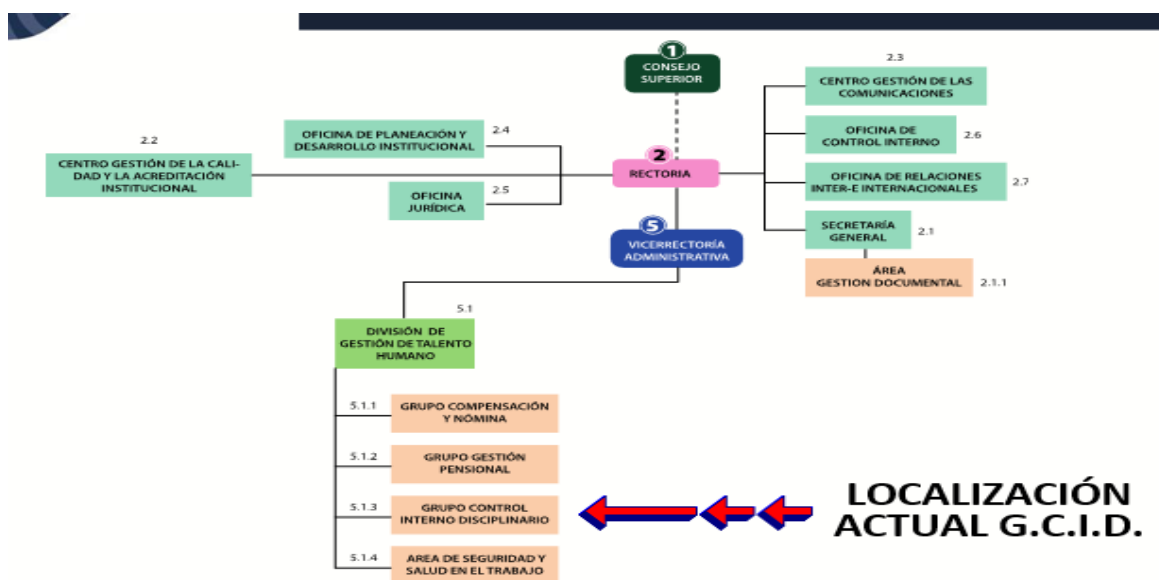 1
CONSEJO
SUPERIOR
2.3
CENTRO GESTIÓN DE LAS
COMUNICACIONES
2.4
OFICINA DE PLANEACIÓN Y
DESARROLLO INSTITUCIONAL
OFICINA DE
CONTROL INTERNO
2.6
2.2
CENTRO GESTIÓN DE LA CALI-
DAD Y LA ACREDITACIÓN
INSTITUCIONAL
2
RECTORIA
OFICINA DE RELACIONES
INTER-E INTERNACIONALES
2.7
2.5
OFICINA
JURÍDICA
SECRETARÍA
GENERAL
2.1
5
VICERRECTORÍA
ADMINISTRATIVA
ÁREA
GESTION DOCUMENTAL
2.1.1
5.1
DIVISIÓN DE
GESTIÓN DE TALENTO
HUMANO
5.1.1
GRUPO COMPENSACIÓN
Y NÓMINA
5.1.2
GRUPO GESTIÓN
PENSIONAL
5.1.3
GRUPO CONTROL
INTERNO DISCIPLINARIO
LOCALIZACIÓN
ACTUAL G.C.I.D.
5.1.4
AREA DE SEGURIDAD Y
SALUD EN EL TRABAJO